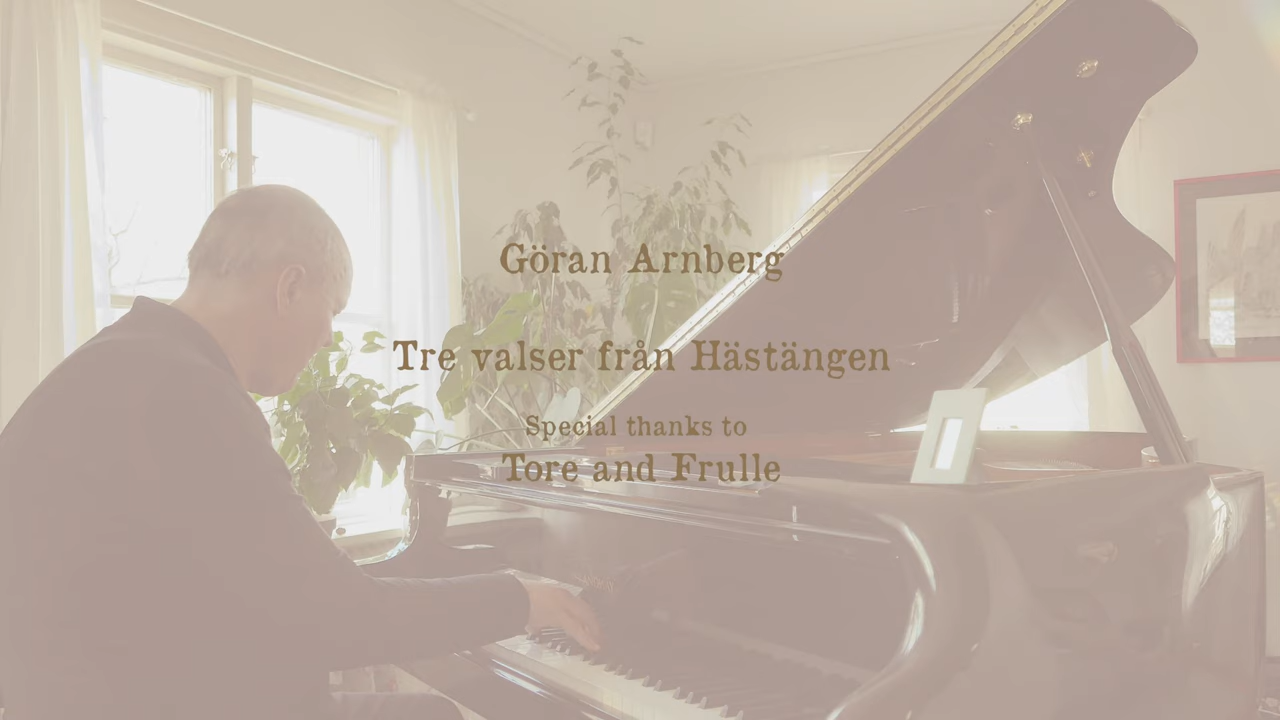 Göran Arnberg
Tre valser från Hästängen
Special thanks to
Tore and Frulle